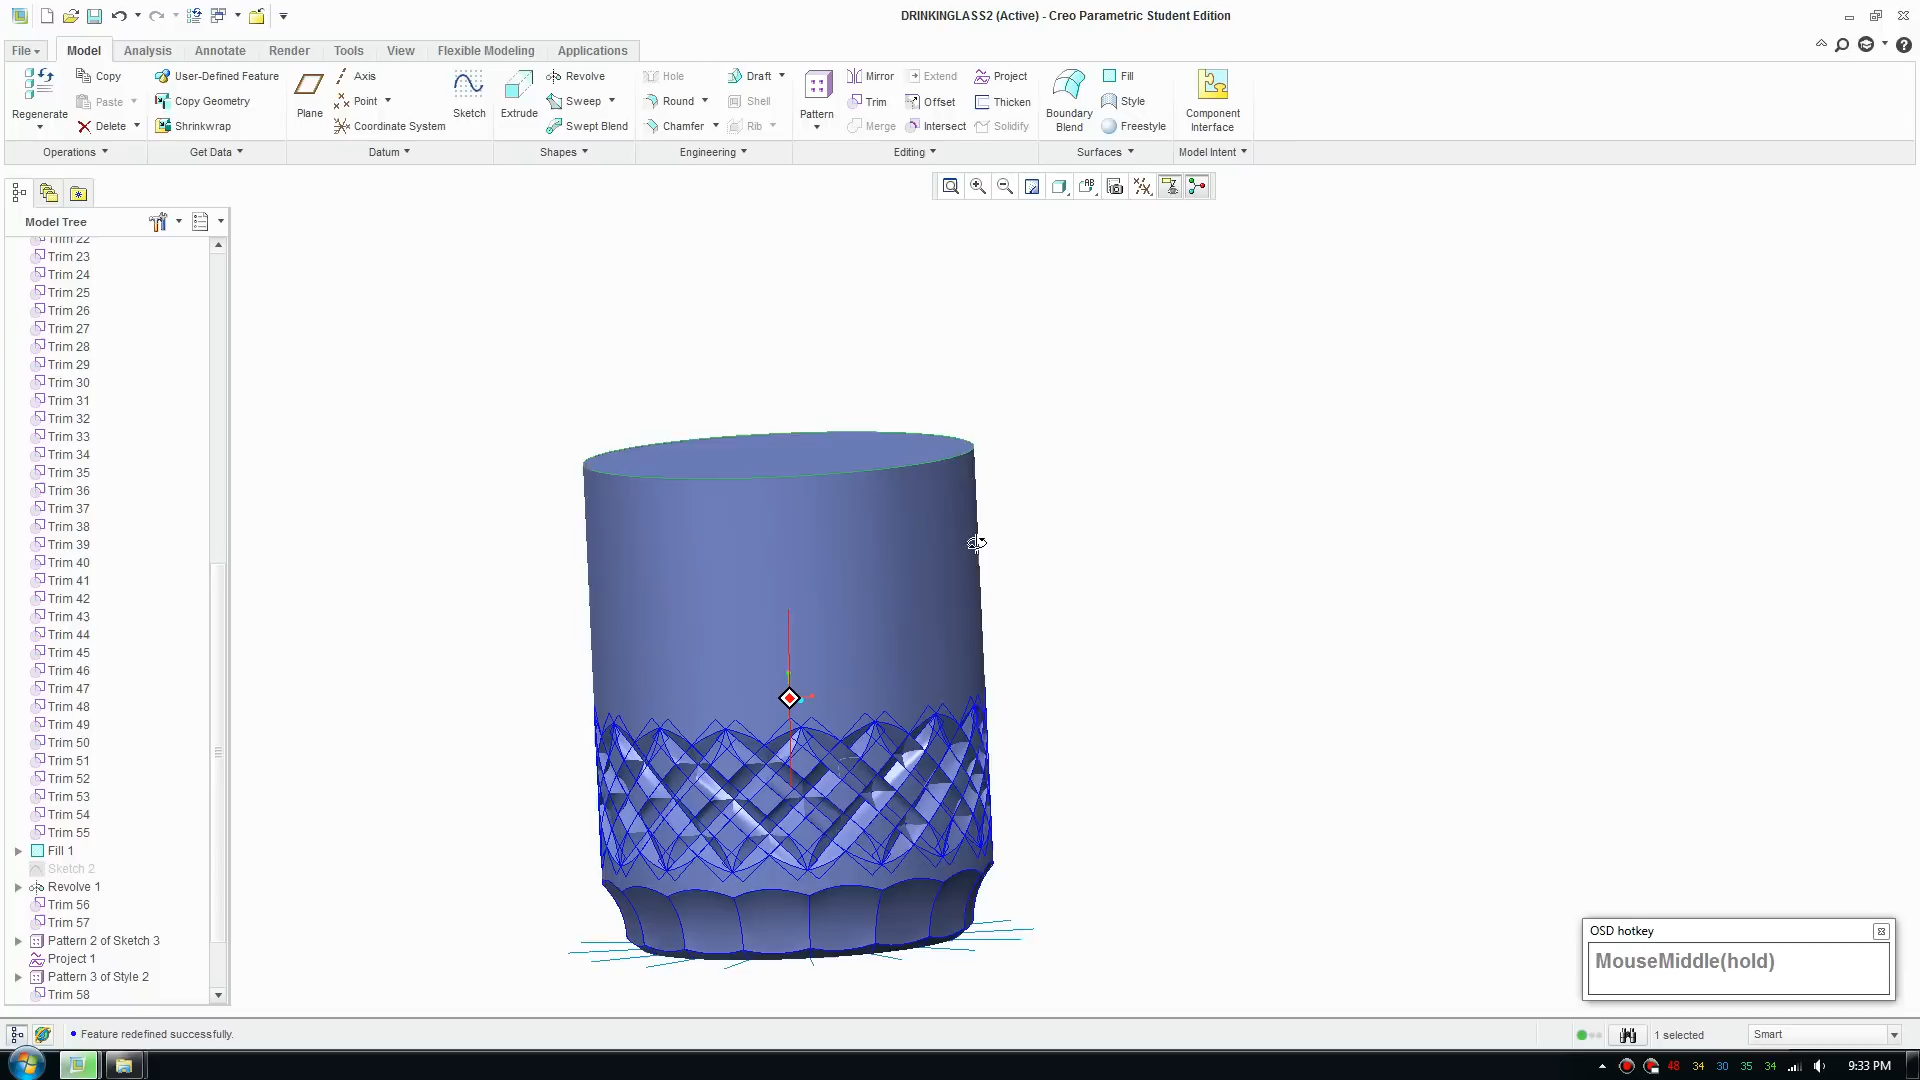 DRINKINGLASS2 (Active) - Creo Parametric Student Edition
File Model Analysis Annotate Render Tools View Flexible Modeling Applications
Regenerate Copy Paste Delete
User-Defined Feature Copy Geometry Shrinkwrap
Plane Axis Point Coordinate System Sketch
Extrude Revolve Sweep Swept Blend
Hole Round Chamfer Draft Shell Rib
Pattern Mirror Trim Merge Extend Offset Intersect Project Thicken Solidify
Boundary Blend Fill Style Freestyle
Component Interface
Operations Get Data Datum Shapes Engineering Editing Surfaces Model Intent
Model Tree
Trim 22
Trim 23
Trim 24
Trim 25
Trim 26
Trim 27
Trim 28
Trim 29
Trim 30
Trim 31
Trim 32
Trim 33
Trim 34
Trim 35
Trim 36
Trim 37
Trim 38
Trim 39
Trim 40
Trim 41
Trim 42
Trim 43
Trim 44
Trim 45
Trim 46
Trim 47
Trim 48
Trim 49
Trim 50
Trim 51
Trim 52
Trim 53
Trim 54
Trim 55
Fill 1
Sketch 2
Revolve 1
Trim 56
Trim 57
Pattern 2 of Sketch 3
Project 1
Pattern 3 of Style 2
Trim 58
OSD hotkey
MouseMiddle(hold)
Feature redefined successfully.
1 selected
Smart
48 34 30 35 34
9:33 PM